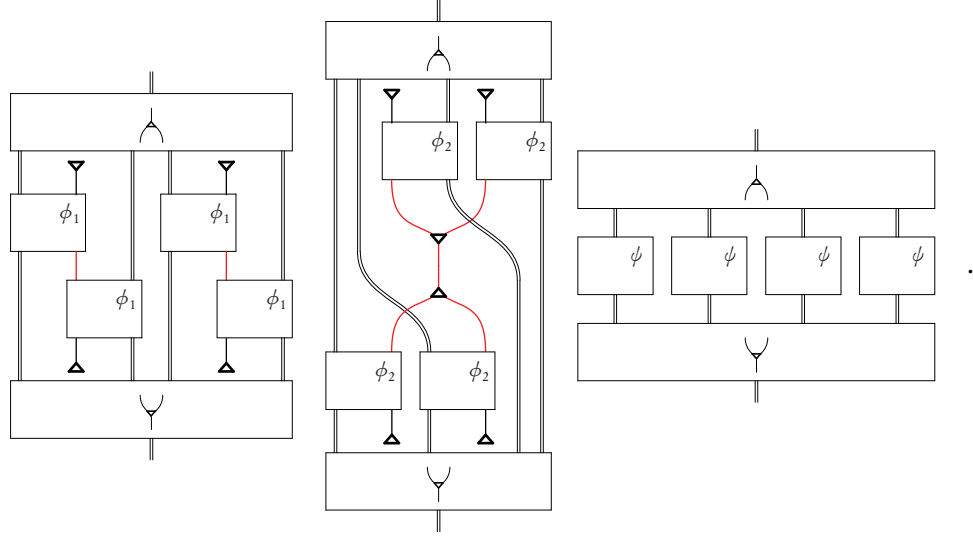 ϕ₂ ϕ₂
ϕ₁ ϕ₁
ψ ψ ψ ψ
.
ϕ₁ ϕ₁
ϕ₂ ϕ₂